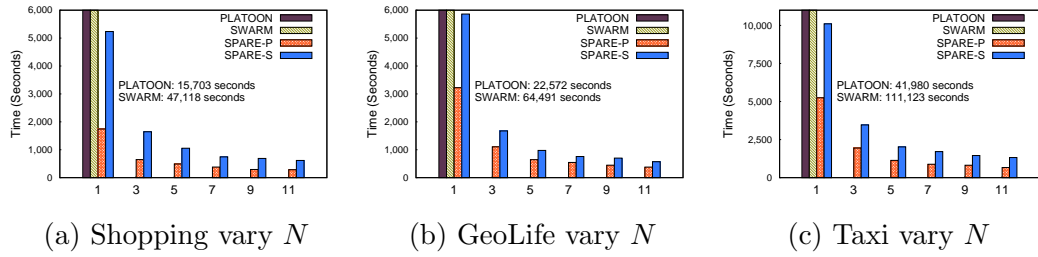 6,000
5,000
4,000
3,000
2,000
1,000
0
Time (Seconds)
PLATOON
SWARM
SPARE-P
SPARE-S
PLATOON: 15,703 seconds
SWARM: 47,118 seconds
1 3 5 7 9 11
(a) Shopping vary N
6,000
5,000
4,000
3,000
2,000
1,000
0
Time (Seconds)
PLATOON
SWARM
SPARE-P
SPARE-S
PLATOON: 22,572 seconds
SWARM: 64,491 seconds
1 3 5 7 9 11
(b) GeoLife vary N
10,000
7,500
5,000
2,500
0
Time (Seconds)
PLATOON
SWARM
SPARE-P
SPARE-S
PLATOON: 41,980 seconds
SWARM: 111,123 seconds
1 3 5 7 9 11
(c) Taxi vary N